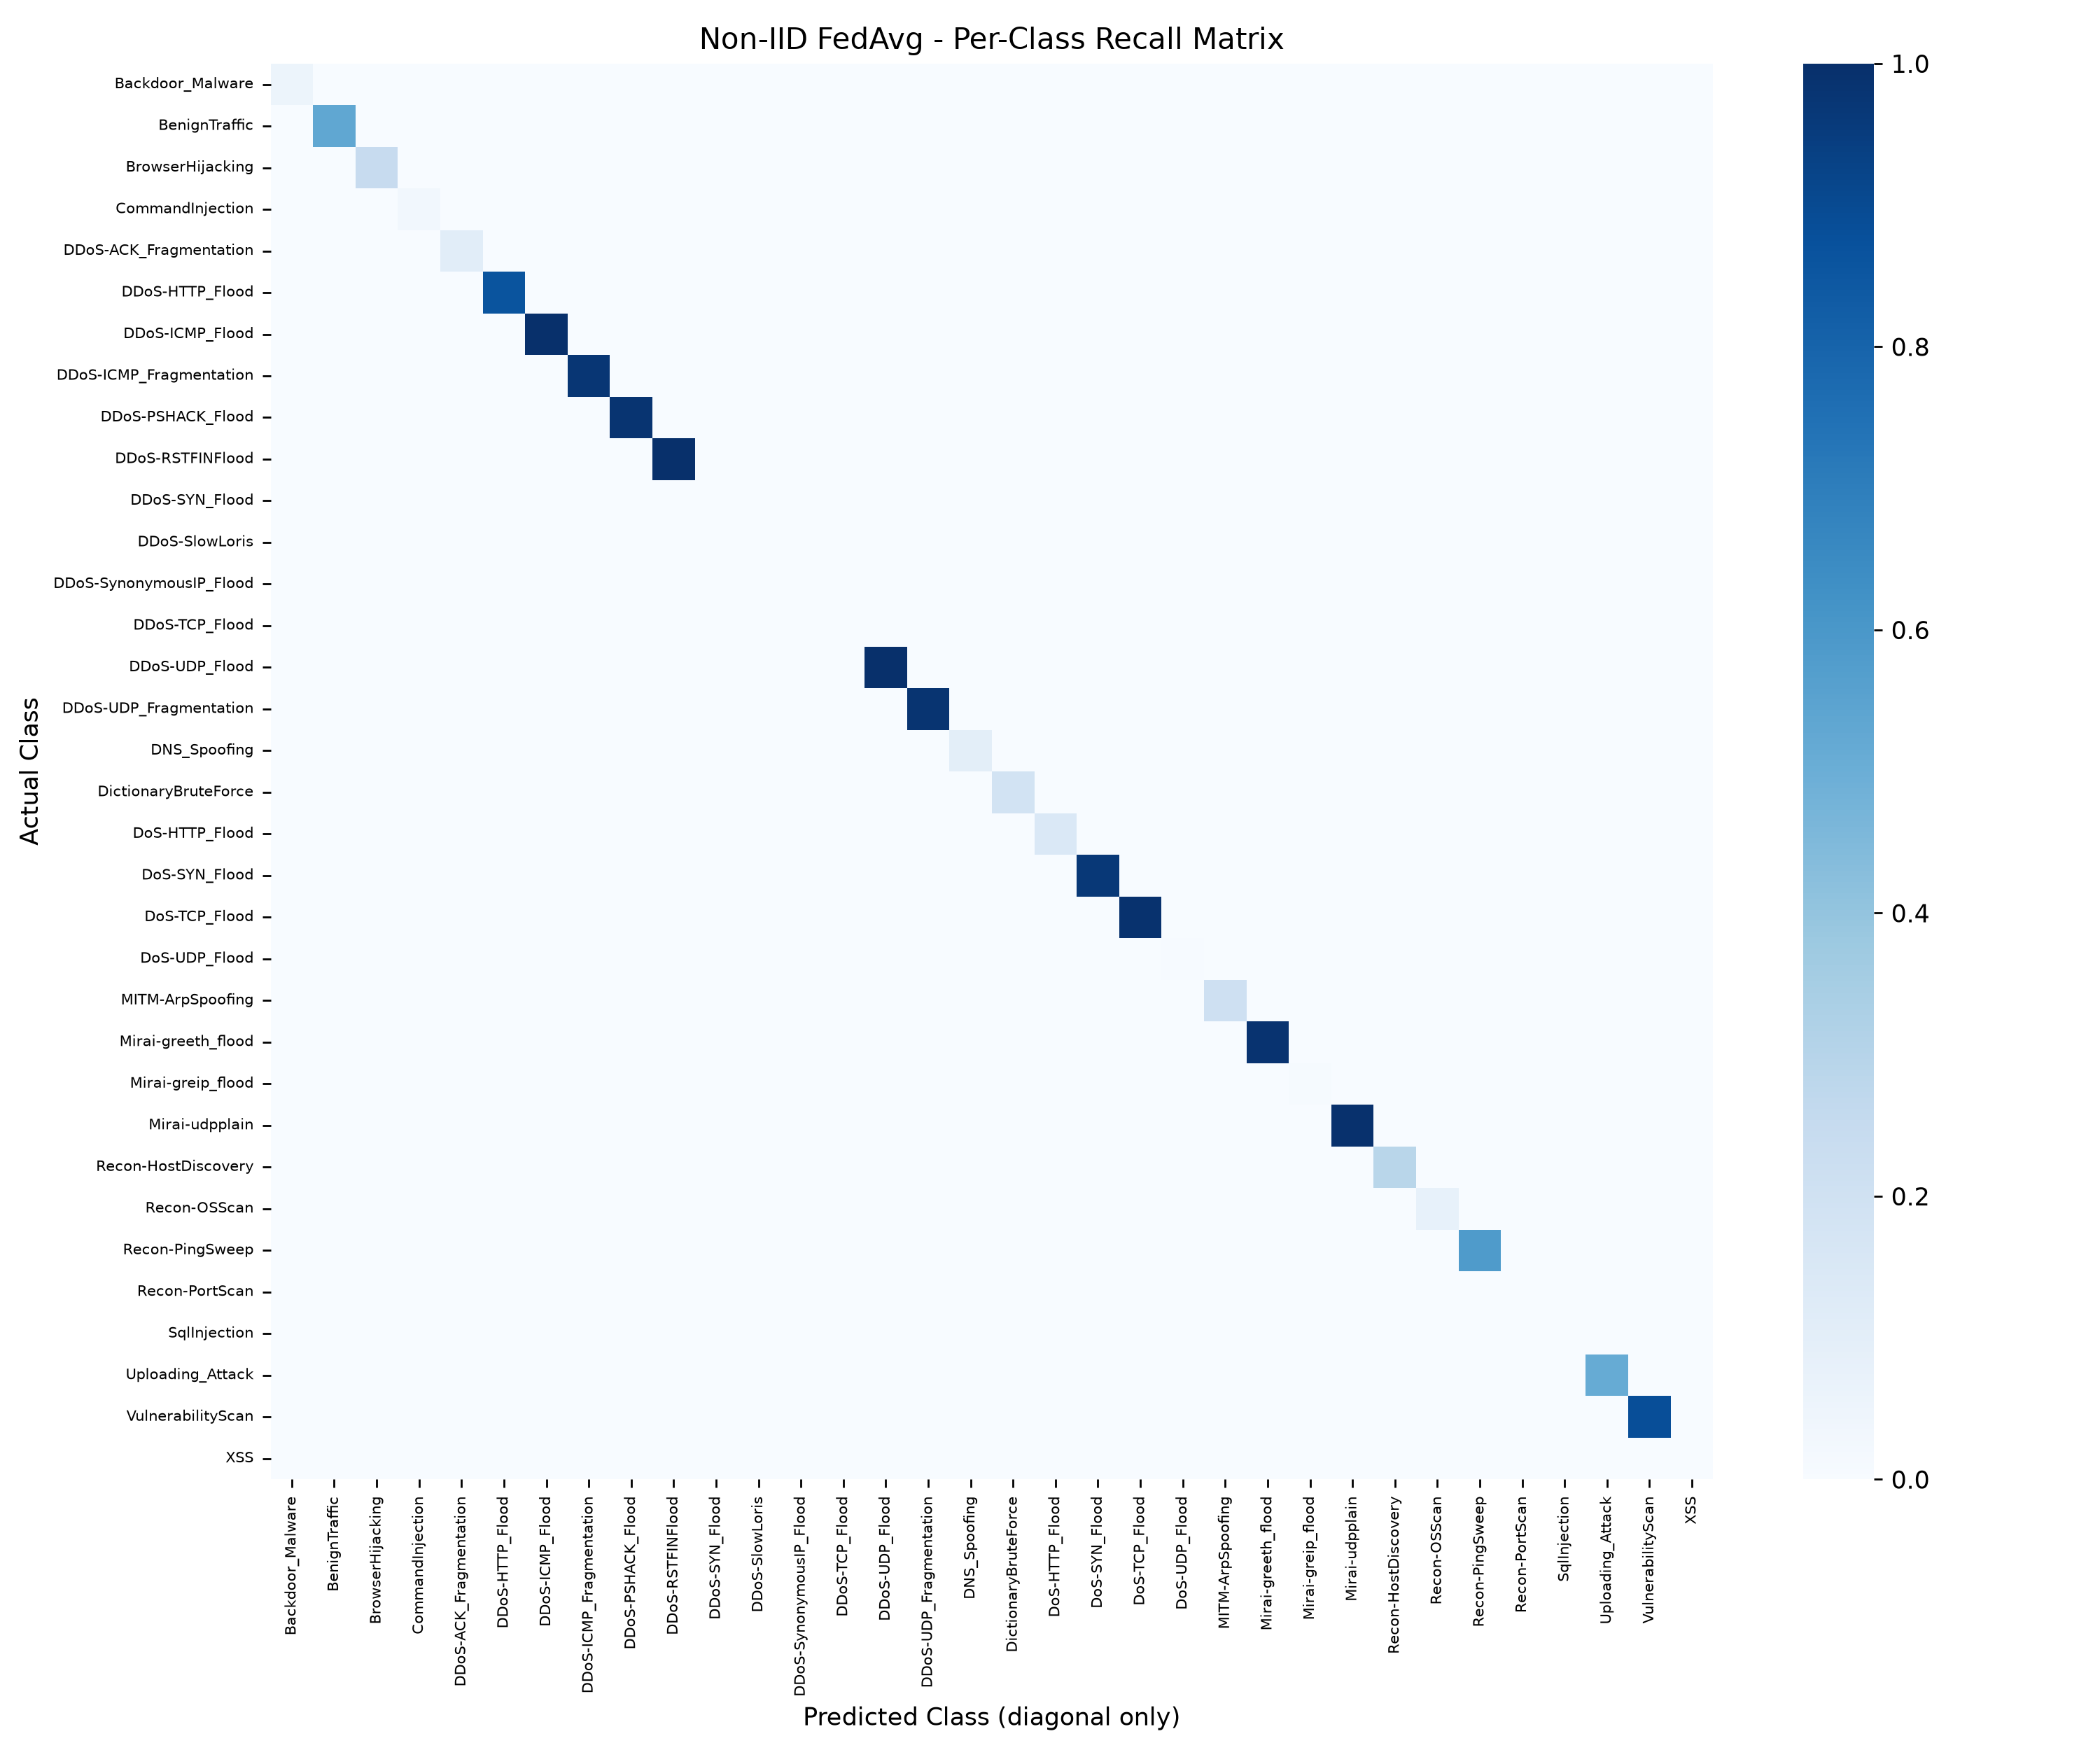 Non-IID FedAvg - Per-Class Recall Matrix
Actual Class
Backdoor_Malware
BenignTraffic
BrowserHijacking
CommandInjection
DDoS-ACK_Fragmentation
DDoS-HTTP_Flood
DDoS-ICMP_Flood
DDoS-ICMP_Fragmentation
DDoS-PSHACK_Flood
DDoS-RSTFINFlood
DDoS-SYN_Flood
DDoS-SlowLoris
DDoS-SynonymousIP_Flood
DDoS-TCP_Flood
DDoS-UDP_Flood
DDoS-UDP_Fragmentation
DNS_Spoofing
DictionaryBruteForce
DoS-HTTP_Flood
DoS-SYN_Flood
DoS-TCP_Flood
DoS-UDP_Flood
MITM-ArpSpoofing
Mirai-greeth_flood
Mirai-greip_flood
Mirai-udpplain
Recon-HostDiscovery
Recon-OSScan
Recon-PingSweep
Recon-PortScan
SqlInjection
Uploading_Attack
VulnerabilityScan
XSS
Backdoor_Malware
BenignTraffic
BrowserHijacking
CommandInjection
DDoS-ACK_Fragmentation
DDoS-HTTP_Flood
DDoS-ICMP_Flood
DDoS-ICMP_Fragmentation
DDoS-PSHACK_Flood
DDoS-RSTFINFlood
DDoS-SYN_Flood
DDoS-SlowLoris
DDoS-SynonymousIP_Flood
DDoS-TCP_Flood
DDoS-UDP_Flood
DDoS-UDP_Fragmentation
DNS_Spoofing
DictionaryBruteForce
DoS-HTTP_Flood
DoS-SYN_Flood
DoS-TCP_Flood
DoS-UDP_Flood
MITM-ArpSpoofing
Mirai-greeth_flood
Mirai-greip_flood
Mirai-udpplain
Recon-HostDiscovery
Recon-OSScan
Recon-PingSweep
Recon-PortScan
SqlInjection
Uploading_Attack
VulnerabilityScan
XSS
Predicted Class (diagonal only)
1.0
0.8
0.6
0.4
0.2
0.0